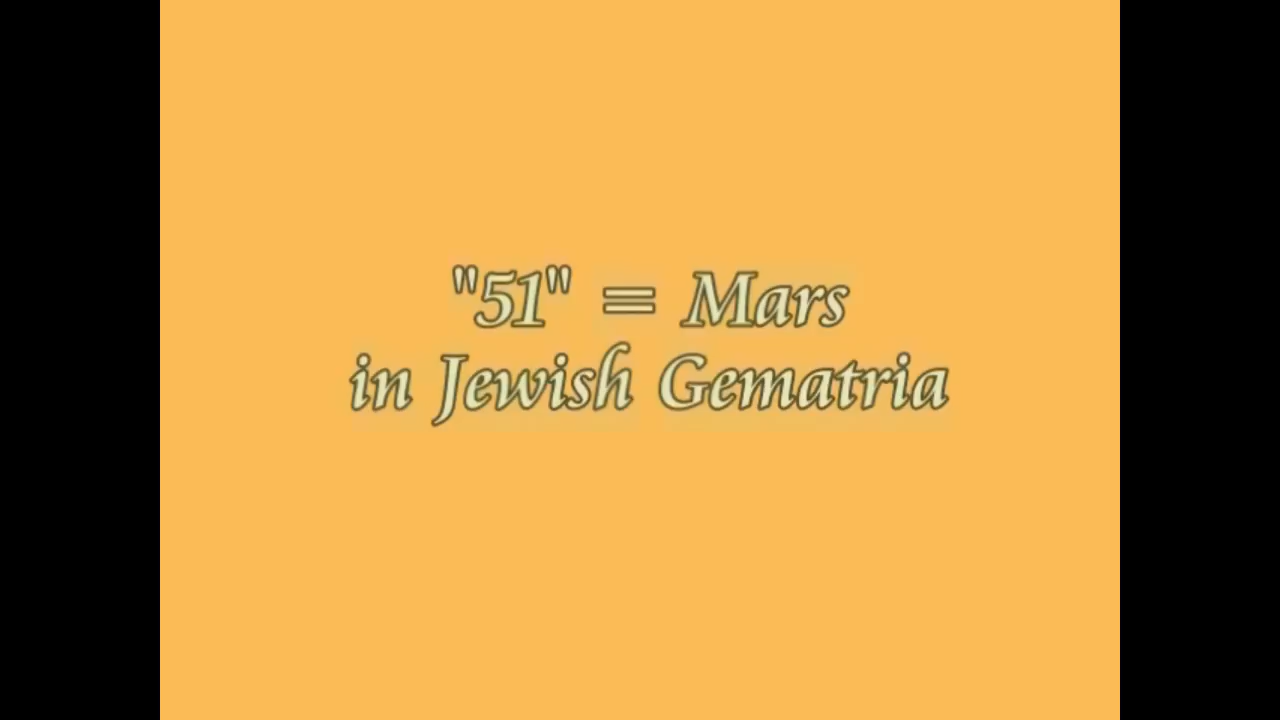 "51" = Mars
in Jewish Gematria